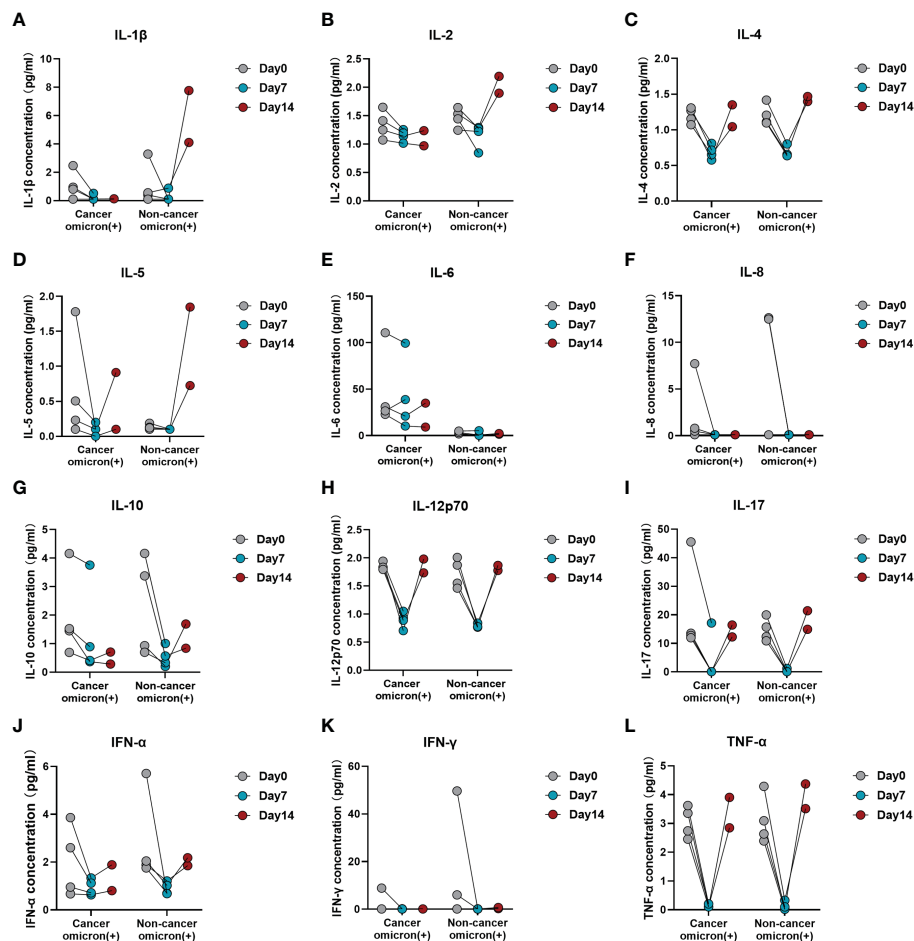 A
IL-1β
IL-1β concentration (pg/ml)
10
8
6
4
2
0
Cancer
omicron(+)
Non-cancer
omicron(+)
Day0
Day7
Day14
B
IL-2
IL-2 concentration (pg/ml)
2.5
2.0
1.5
1.0
0.5
0.0
Cancer
omicron(+)
Non-cancer
omicron(+)
Day0
Day7
Day14
C
IL-4
IL-4 concentration (pg/ml)
2.0
1.5
1.0
0.5
0.0
Cancer
omicron(+)
Non-cancer
omicron(+)
Day0
Day7
Day14
D
IL-5
IL-5 concentration (pg/ml)
2.0
1.5
1.0
0.5
0.0
Cancer
omicron(+)
Non-cancer
omicron(+)
Day0
Day7
Day14
E
IL-6
IL-6 concentration (pg/ml)
150
100
50
0
Cancer
omicron(+)
Non-cancer
omicron(+)
Day0
Day7
Day14
F
IL-8
IL-8 concentration (pg/ml)
15
10
5
0
Cancer
omicron(+)
Non-cancer
omicron(+)
Day0
Day7
Day14
G
IL-10
IL-10 concentration (pg/ml)
5
4
3
2
1
0
Cancer
omicron(+)
Non-cancer
omicron(+)
Day0
Day7
Day14
H
IL-12p70
IL-12p70 concentration (pg/ml)
2.5
2.0
1.5
1.0
0.5
0.0
Cancer
omicron(+)
Non-cancer
omicron(+)
Day0
Day7
Day14
I
IL-17
IL-17 concentration (pg/ml)
50
40
30
20
10
0
Cancer
omicron(+)
Non-cancer
omicron(+)
Day0
Day7
Day14
J
IFN-α
IFN-α concentration (pg/ml)
6
4
2
0
Cancer
omicron(+)
Non-cancer
omicron(+)
Day0
Day7
Day14
K
IFN-γ
IFN-γ concentration (pg/ml)
60
40
20
0
Cancer
omicron(+)
Non-cancer
omicron(+)
Day0
Day7
Day14
L
TNF-α
TNF-α concentration (pg/ml)
5
4
3
2
1
0
Cancer
omicron(+)
Non-cancer
omicron(+)
Day0
Day7
Day14